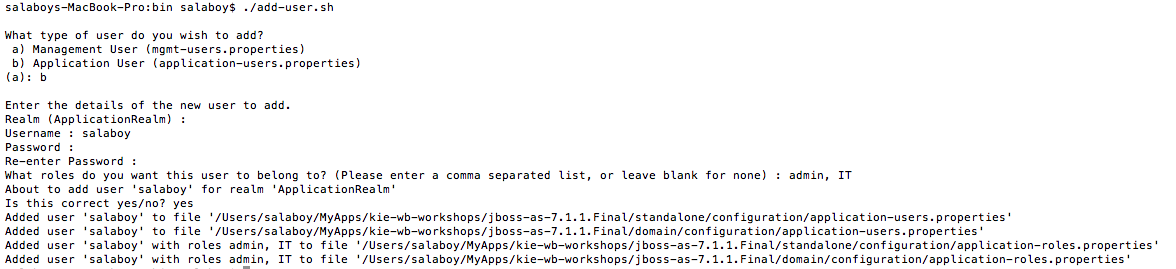 salaboys-MacBook-Pro:bin salaboy$ ./add-user.sh
What type of user do you wish to add?
a) Management User (mgmt-users.properties)
b) Application User (application-users.properties)
(a): b
Enter the details of the new user to add.
Realm (ApplicationRealm) :
Username : salaboy
Password :
Re-enter Password :
What roles do you want this user to belong to? (Please enter a comma separated list, or leave blank for none) : admin, IT
About to add user 'salaboy' for realm 'ApplicationRealm'
Is this correct yes/no? yes
Added user 'salaboy' to file '/Users/salaboy/MyApps/kie-wb-workshops/jboss-as-7.1.1.Final/standalone/configuration/application-users.properties'
Added user 'salaboy' to file '/Users/salaboy/MyApps/kie-wb-workshops/jboss-as-7.1.1.Final/domain/configuration/application-users.properties'
Added user 'salaboy' with roles admin, IT to file '/Users/salaboy/MyApps/kie-wb-workshops/jboss-as-7.1.1.Final/standalone/configuration/application-roles.properties'
Added user 'salaboy' with roles admin, IT to file '/Users/salaboy/MyApps/kie-wb-workshops/jboss-as-7.1.1.Final/domain/configuration/application-roles.properties'